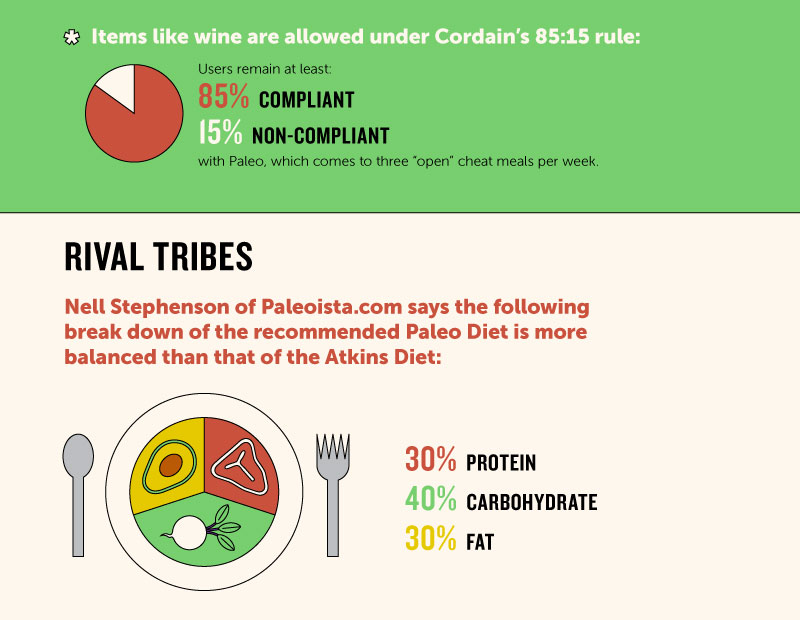 * Items like wine are allowed under Cordain's 85:15 rule:
Users remain at least:
85% COMPLIANT
15% NON-COMPLIANT
with Paleo, which comes to three "open" cheat meals per week.
RIVAL TRIBES
Nell Stephenson of Paleoista.com says the following
break down of the recommended Paleo Diet is more
balanced than that of the Atkins Diet:
30% PROTEIN
40% CARBOHYDRATE
30% FAT